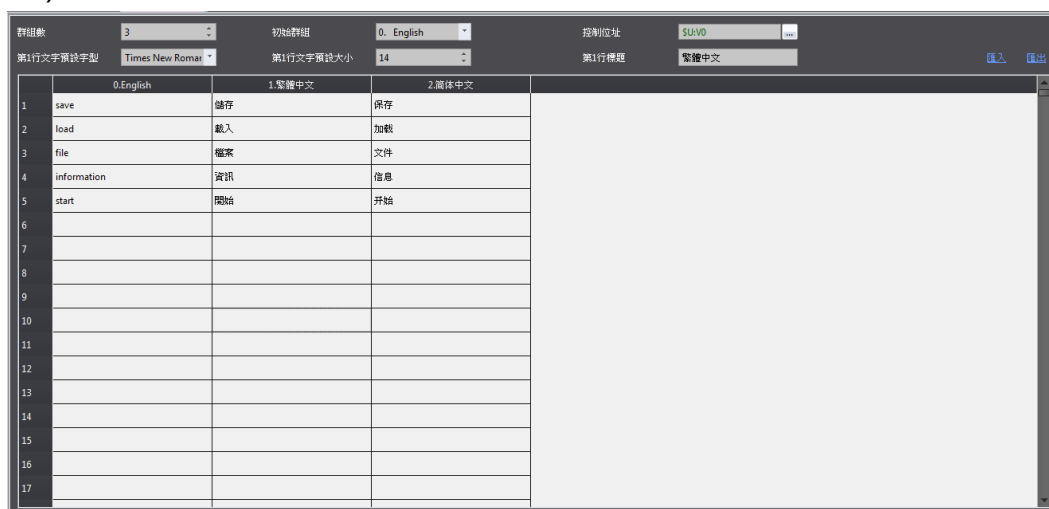 群組數 3 初始群組 0. English 控制位址 $U:V0 ...
第1行文字預設字型 Times New Roman 第1行文字預設大小 14 第1行標題 繁體中文 匯入 匯出
0.English 1.繁體中文 2.简体中文
1 save 儲存 保存
2 load 載入 加载
3 file 檔案 文件
4 information 資訊 信息
5 start 開始 开始
6
7
8
9
10
11
12
13
14
15
16
17